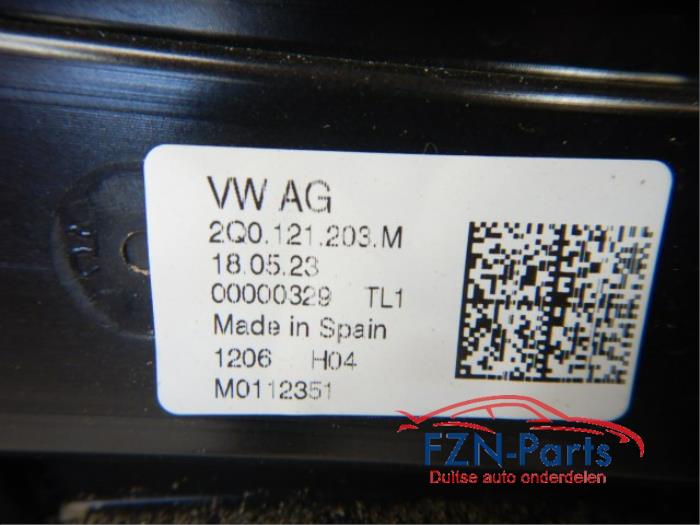 VW AG
2Q0.121.203.M
18.05.23
00000329 TL1
Made in Spain
1206 H04
M0112351
FZN-Parts
Duitse auto onderdelen